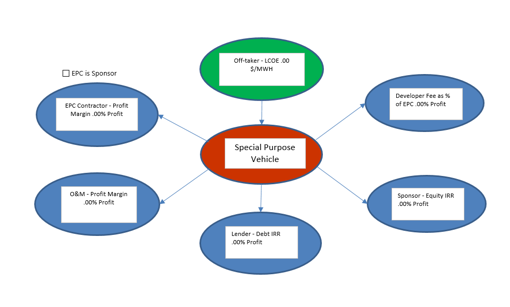 Off-taker - LCOE .00
$/MWH
EPC is Sponsor
EPC Contractor - Profit
Margin .00% Profit
Developer Fee as %
of EPC .00% Profit
Special Purpose
Vehicle
O&M - Profit Margin
.00% Profit
Sponsor - Equity IRR
.00% Profit
Lender - Debt IRR
.00% Profit